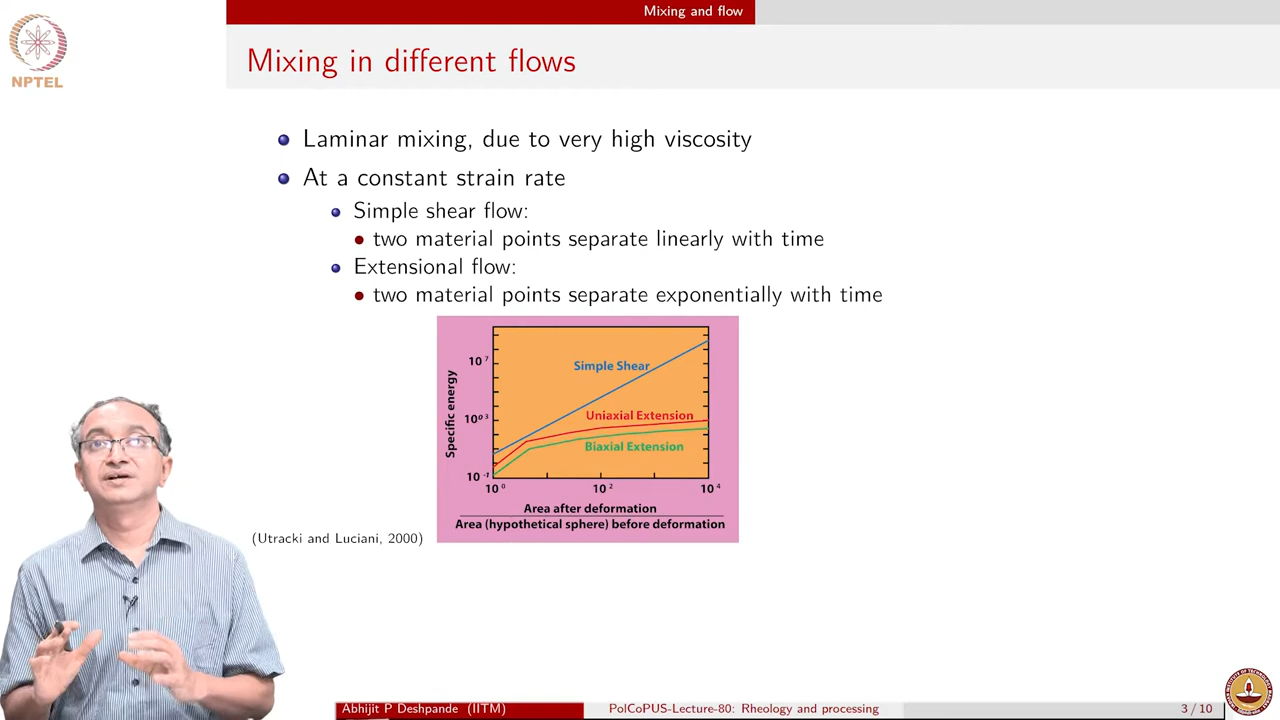 Mixing and flow
NPTEL
Mixing in different flows
Laminar mixing, due to very high viscosity
At a constant strain rate
Simple shear flow:
two material points separate linearly with time
Extensional flow:
two material points separate exponentially with time
Specific energy
10 7
10 0 3
10 -1
Simple Shear
Uniaxial Extension
Biaxial Extension
10 0
10 2
10 4
Area after deformation
Area (hypothetical sphere) before deformation
(Utracki and Luciani, 2000)
Abhijit P Deshpande (IITM)
PolCoPUS-Lecture-80: Rheology and processing
3 / 10